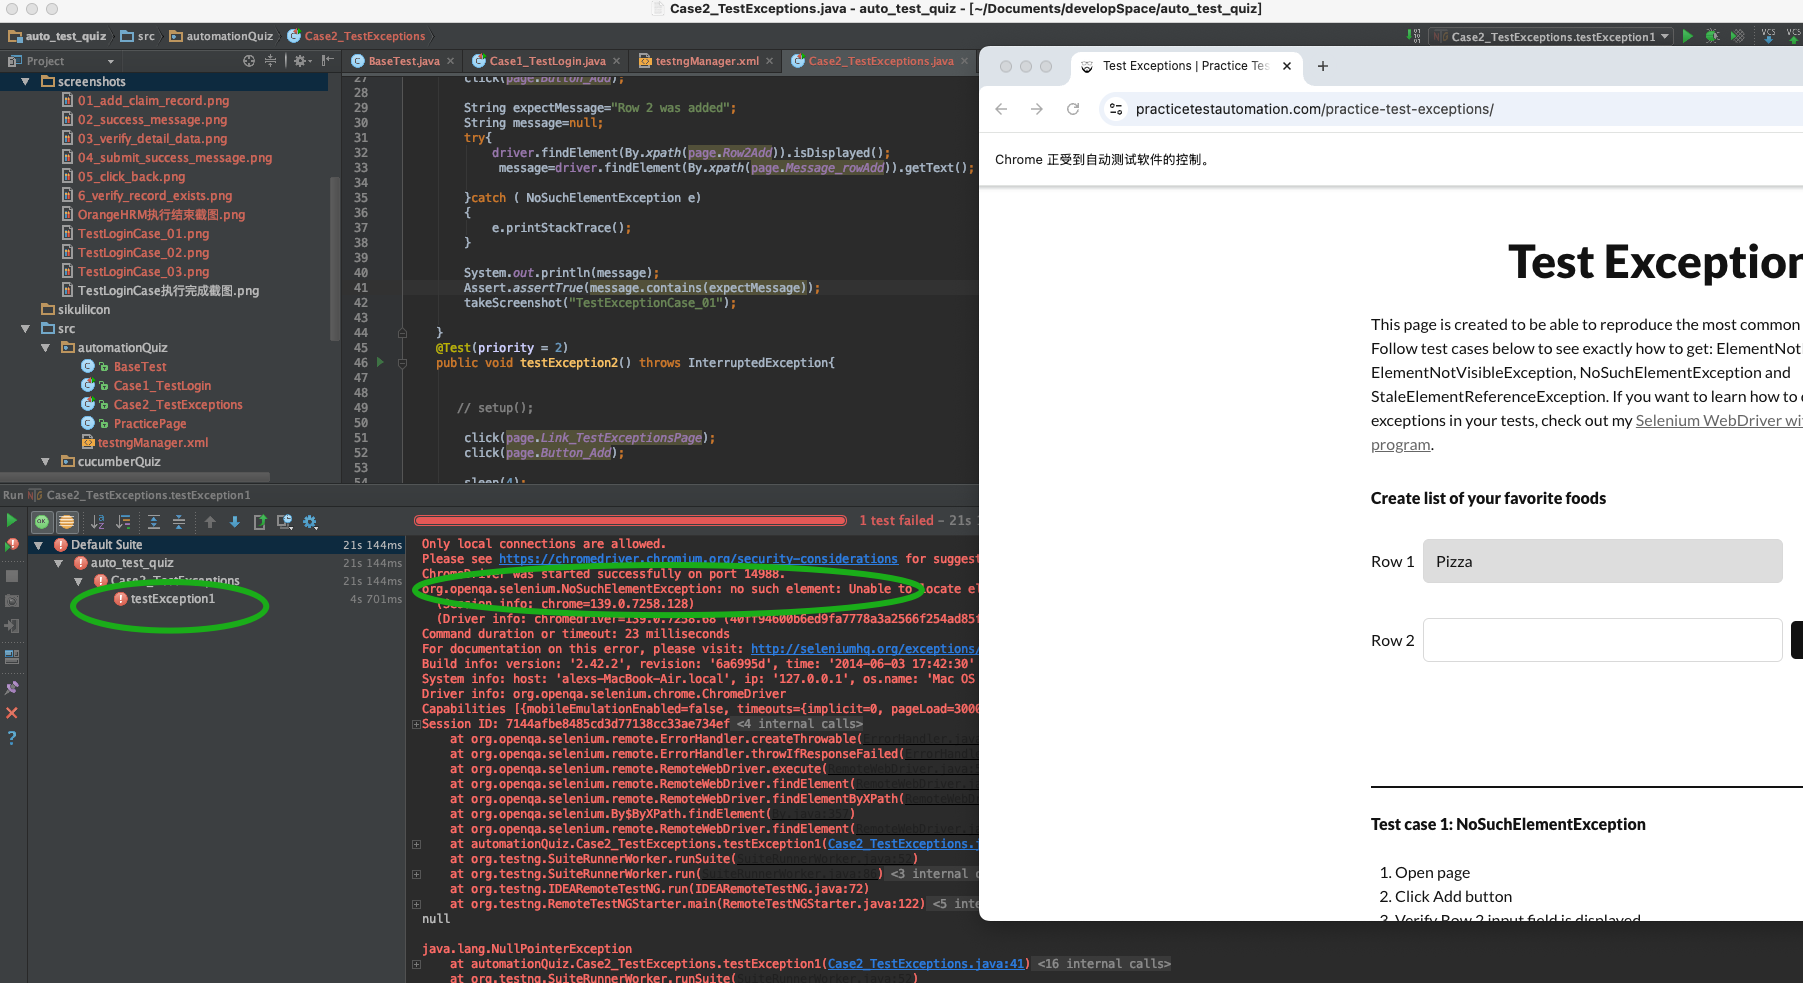 Case2_TestExceptions.java - auto_test_quiz - [~/Documents/developSpace/auto_test_quiz]
auto_test_quiz src automationQuiz Case2_TestExceptions
Case2_TestExceptions.testException1
VCS VCS
Project
BaseTest.java Case1_TestLogin.java testngManager.xml Case2_TestExceptions.java
screenshots
01_add_claim_record.png
02_success_message.png
03_verify_detail_data.png
04_submit_success_message.png
05_click_back.png
6_verify_record_exists.png
OrangeHRM执行结束截图.png
TestLoginCase_01.png
TestLoginCase_02.png
TestLoginCase_03.png
TestLoginCase执行完成截图.png
sikuliIcon
src
automationQuiz
BaseTest
Case1_TestLogin
Case2_TestExceptions
PracticePage
testngManager.xml
cucumberQuiz
27 click(page.Button_Add);
28
29 String expectMessage="Row 2 was added";
30 String message=null;
31 try{
32 driver.findElement(By.xpath(page.Row2Add)).isDisplayed();
33 message=driver.findElement(By.xpath(page.Message_rowAdd)).getText();
34
35 }catch ( NoSuchElementException e)
36 {
37 e.printStackTrace();
38 }
39
40 System.out.println(message);
41 Assert.assertTrue(message.contains(expectMessage));
42 takeScreenshot("TestExceptionCase_01");
43
44 }
45 @Test(priority = 2)
46 public void testException2() throws InterruptedException{
47
48
49 // setup();
50
51 click(page.Link_TestExceptionsPage);
52 click(page.Button_Add);
53
54 sleep(4);
Run Case2_TestExceptions.testException1
1 test failed – 21s
Default Suite 21s 144ms
auto_test_quiz 21s 144ms
Case2_TestExceptions 21s 144ms
testException1 4s 701ms
Only local connections are allowed.
Please see https://chromedriver.chromium.org/security-considerations for suggest
ChromeDriver was started successfully on port 14988.
org.openqa.selenium.NoSuchElementException: no such element: Unable to locate el
(Session info: chrome=139.0.7258.128)
(Driver info: chromedriver=139.0.7258.68
Command duration or timeout: 23 milliseconds
For documentation on this error, please visit: http://seleniumhq.org/exceptions/
Build info: version: '2.42.2', revision: '6a6995d', time: '2014-06-03 17:42:30'
System info: host: 'alexs-MacBook-Air.local', ip: '127.0.0.1', os.name: 'Mac OS
Driver info: org.openqa.selenium.chrome.ChromeDriver
Capabilities [{mobileEmulationEnabled=false, timeouts={implicit=0, pageLoad=3000
Session ID: 7144afbe8485cd3d77138cc33ae734ef <4 internal calls>
at org.openqa.selenium.remote.ErrorHandler.createThrowable(ErrorHandler.jav
at org.openqa.selenium.remote.ErrorHandler.throwIfResponseFailed(ErrorHandle
at org.openqa.selenium.remote.RemoteWebDriver.execute(RemoteWebDriver.java:
at org.openqa.selenium.remote.RemoteWebDriver.findElement(RemoteWebDriver.
at org.openqa.selenium.remote.RemoteWebDriver.findElementByXPath(RemoteWebD
at org.openqa.selenium.By$ByXPath.findElement(By.java:357)
at org.openqa.selenium.remote.RemoteWebDriver.findElement(RemoteWebDriver.
at automationQuiz.Case2_TestExceptions.testException1(Case2_TestExceptions.j
at org.testng.SuiteRunnerWorker.runSuite(SuiteRunnerWorker.java:52)
at org.testng.SuiteRunnerWorker.run(SuiteRunnerWorker.java:86) <3 internal c
at org.testng.IDEARemoteTestNG.run(IDEARemoteTestNG.java:72)
at org.testng.RemoteTestNGStarter.main(RemoteTestNGStarter.java:122) <5 inte
null
java.lang.NullPointerException
at automationQuiz.Case2_TestExceptions.testException1(Case2_TestExceptions.java:41) <16 internal calls>
at org.testng.SuiteRunnerWorker.runSuite(SuiteRunnerWorker.java:52)
Test Exceptions | Practice Tes
practicetestautomation.com/practice-test-exceptions/
Chrome 正受到自动测试软件的控制。
Test Exception
This page is created to be able to reproduce the most common
Follow test cases below to see exactly how to get: ElementNot
ElementNotVisibleException, NoSuchElementException and
StaleElementReferenceException. If you want to learn how to
exceptions in your tests, check out my Selenium WebDriver wi
program.
Create list of your favorite foods
Row 1 Pizza
Row 2
Test case 1: NoSuchElementException
1. Open page
2. Click Add button
3. Verify Row 2 input field is displayed